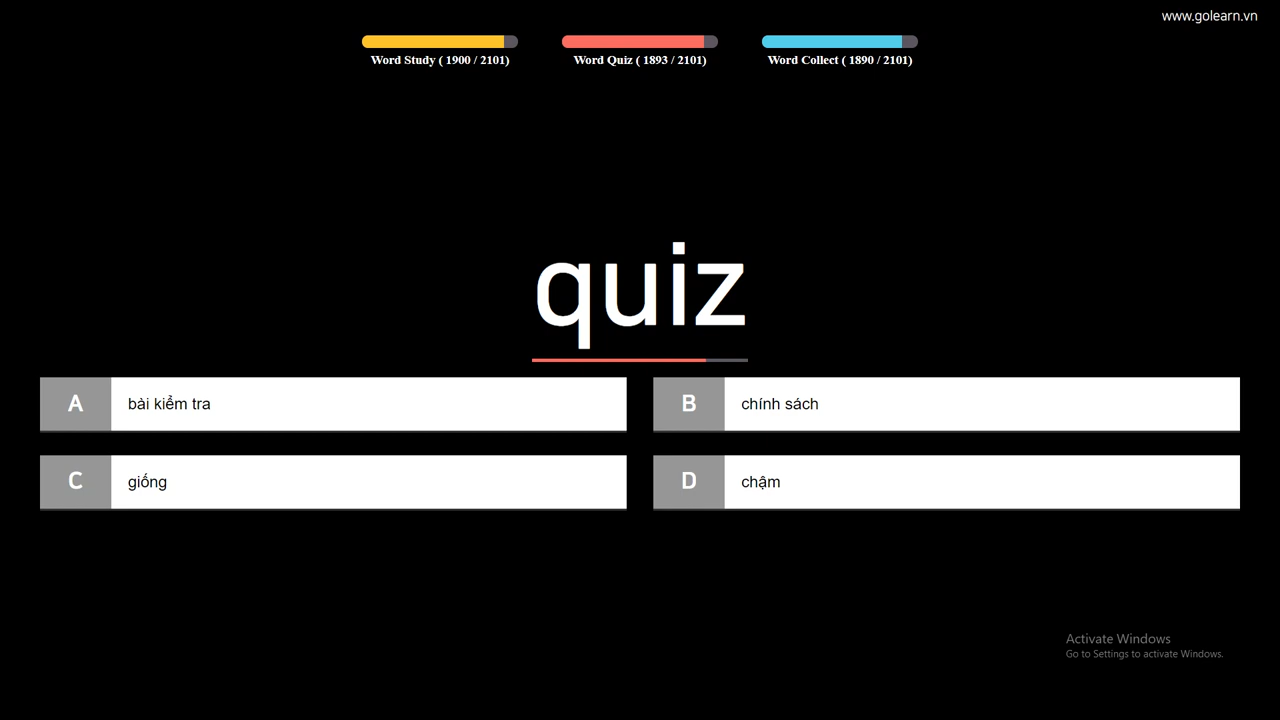 www.golearn.vn
Word Study ( 1900 / 2101)
Word Quiz ( 1893 / 2101)
Word Collect ( 1890 / 2101)
quiz
A bài kiểm tra
B chính sách
C giống
D chậm
Activate Windows
Go to Settings to activate Windows.